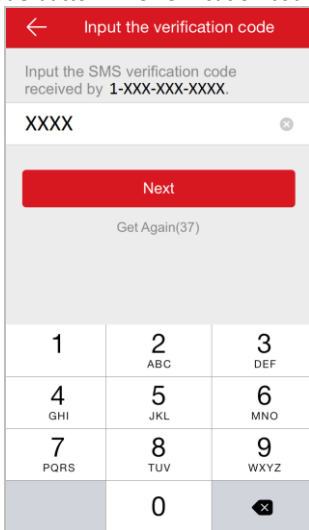 Input the verification code
Input the SMS verification code
received by 1-XXX-XXX-XXXX.
XXXX
Next
Get Again(37)
1 2 3
ABC DEF
4 5 6
GHI JKL MNO
7 8 9
PQRS TUV WXYZ
0